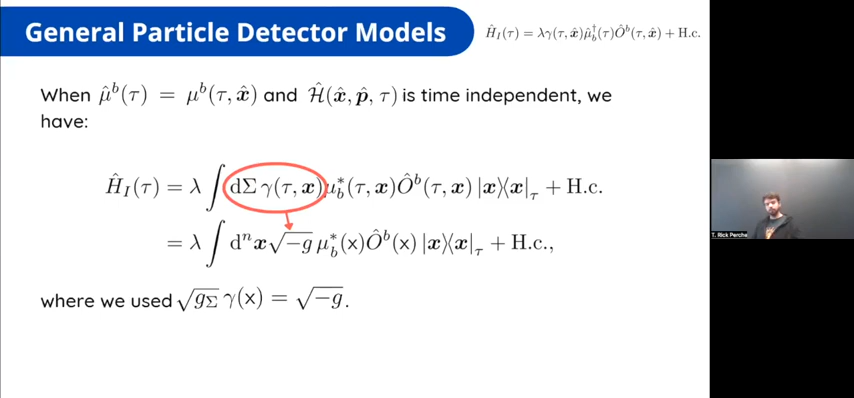 General Particle Detector Models
Ĥ_I(τ) = λγ(τ, x̂)μ̂_b^†(τ)Ô^b(τ, x̂) + H.c.
When μ̂^b(τ) = μ^b(τ, x̂) and Ĥ(x̂, p̂, τ) is time independent, we
have:
Ĥ_I(τ) = λ ∫ dΣ γ(τ, x)μ_b^*(τ, x)Ô^b(τ, x) |x⟩⟨x|_τ + H.c.
= λ ∫ d^n x √−g μ_b^*(x)Ô^b(x) |x⟩⟨x|_τ + H.c.,
where we used √g_Σ γ(x) = √−g.
T. Rick Perche